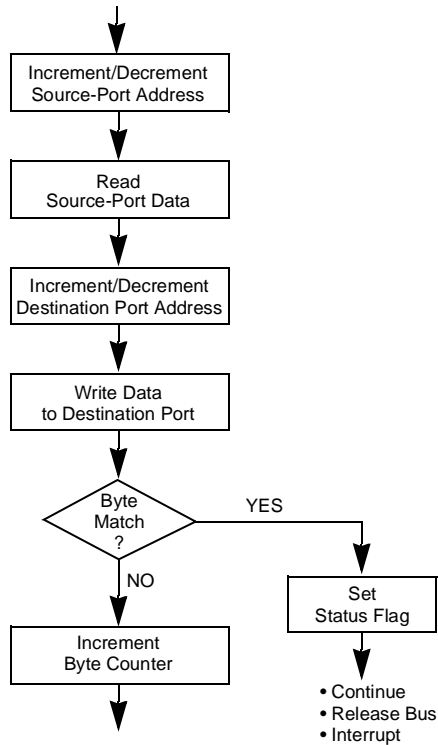 Increment/Decrement
Source-Port Address
Read
Source-Port Data
Increment/Decrement
Destination Port Address
Write Data
to Destination Port
Byte
Match
?
YES
NO
Set
Status Flag
Increment
Byte Counter
• Continue
• Release Bus
• Interrupt